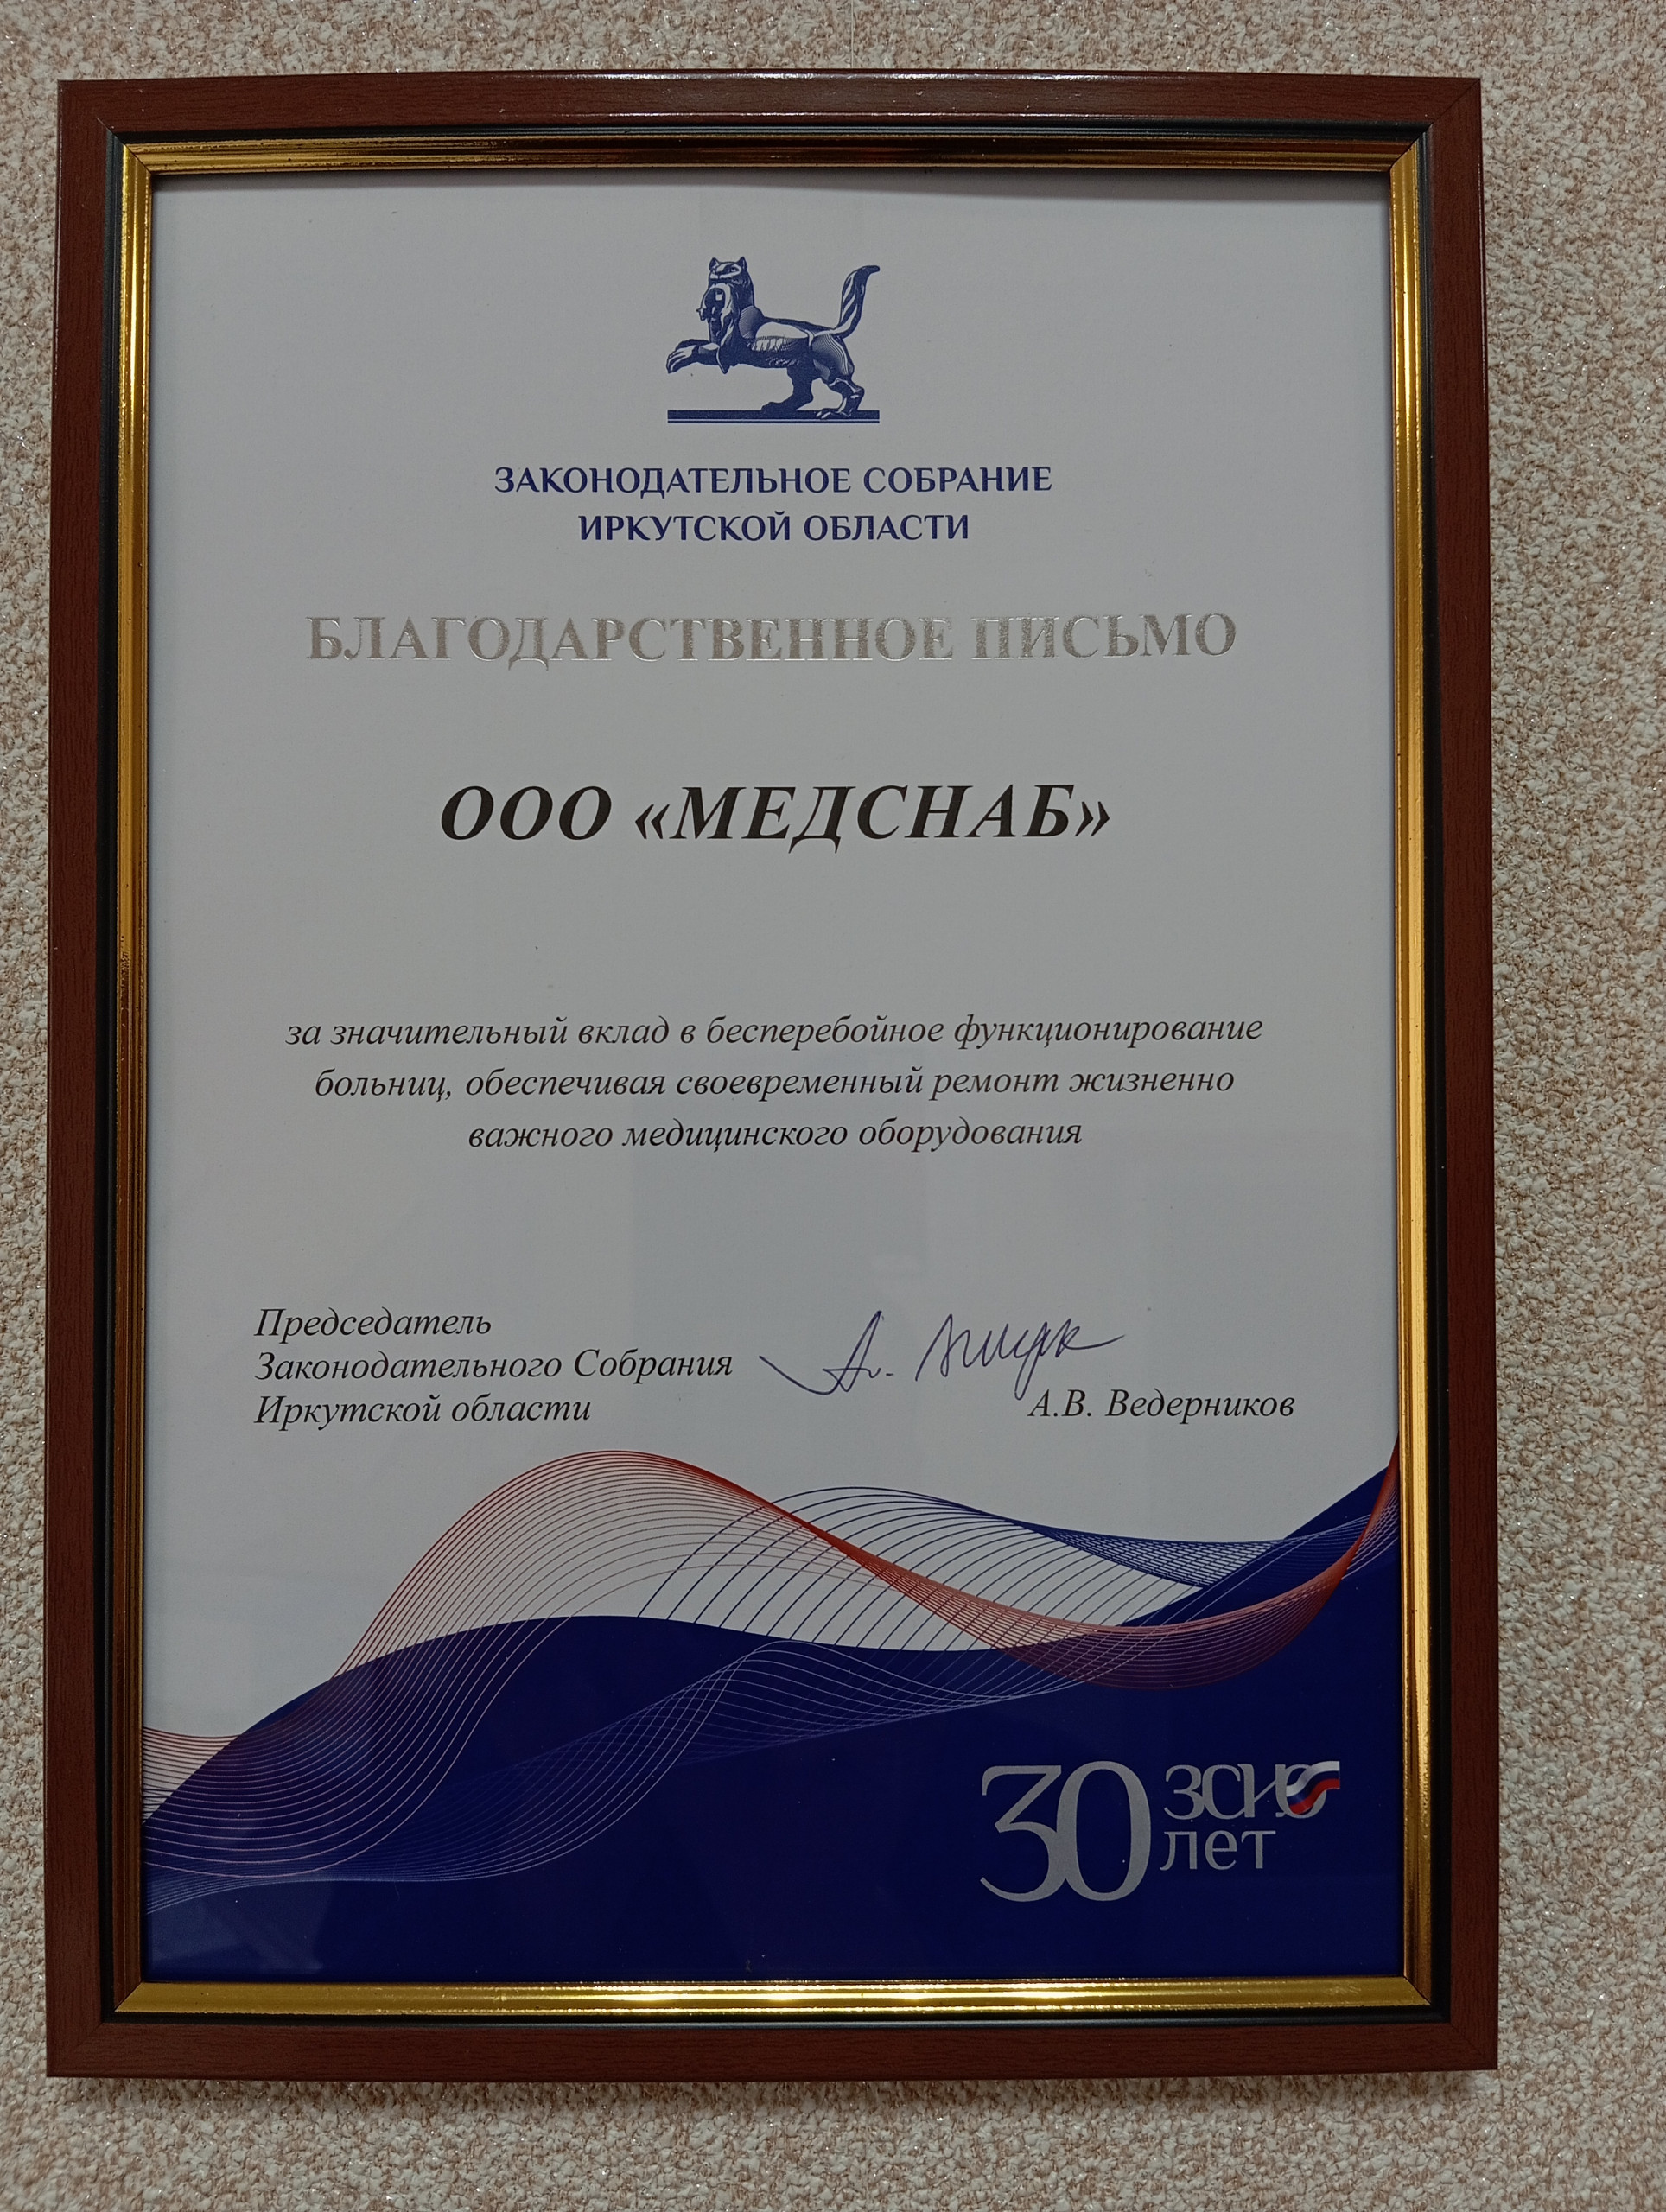 ЗАКОНОДАТЕЛЬНОЕ СОБРАНИЕ
ИРКУТСКОЙ ОБЛАСТИ
БЛАГОДАРСТВЕННОЕ ПИСЬМО
ООО «МЕДСНАБ»
за значительный вклад в бесперебойное функционирование
больниц, обеспечивая своевременный ремонт жизненно
важного медицинского оборудования
Председатель
Законодательного Собрания
Иркутской области
А.В. Ведерников
30 ЗСИО
лет